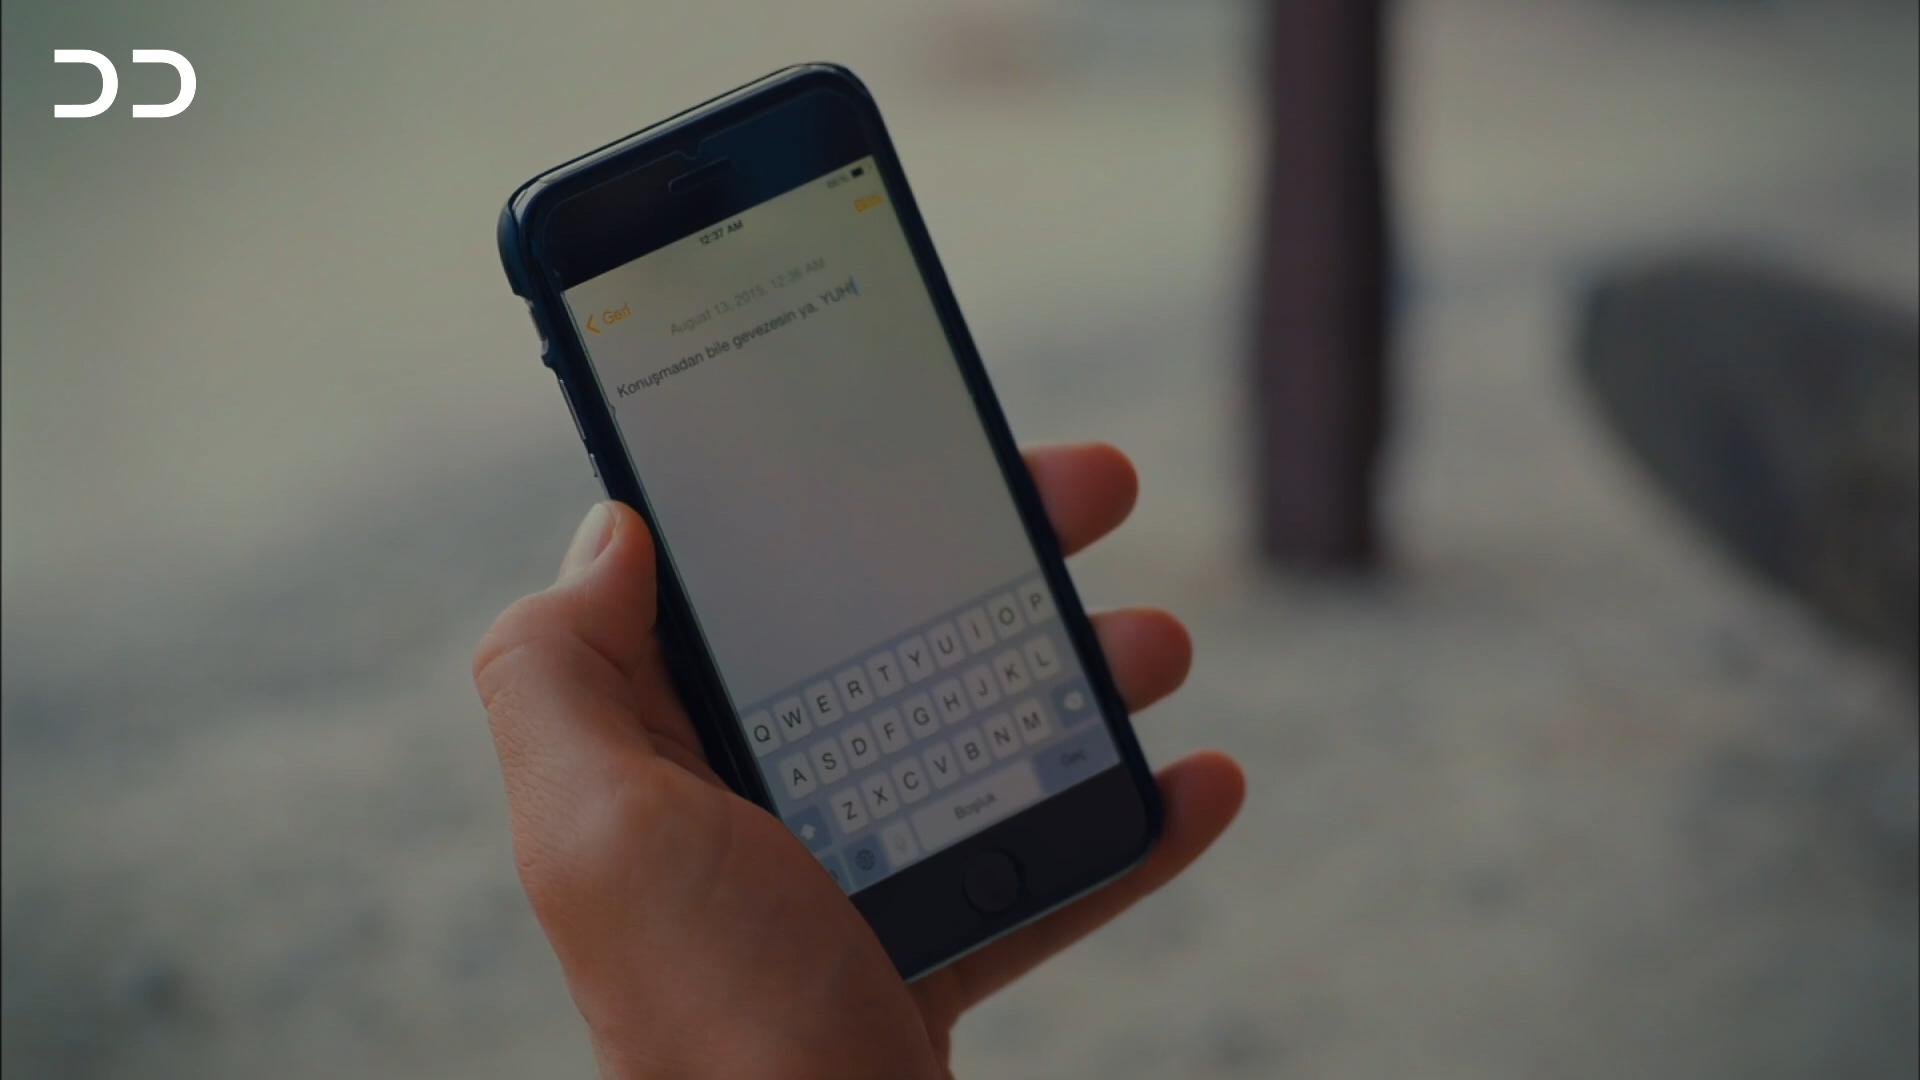 12:37 AM
Geri
August 13, 2015, 12:36 AM
Konuşmadan bile gevezesin ya, YUH!
Q W E R T Y U I O P
A S D F G H J K L
Z X C V B N M
Boşluk